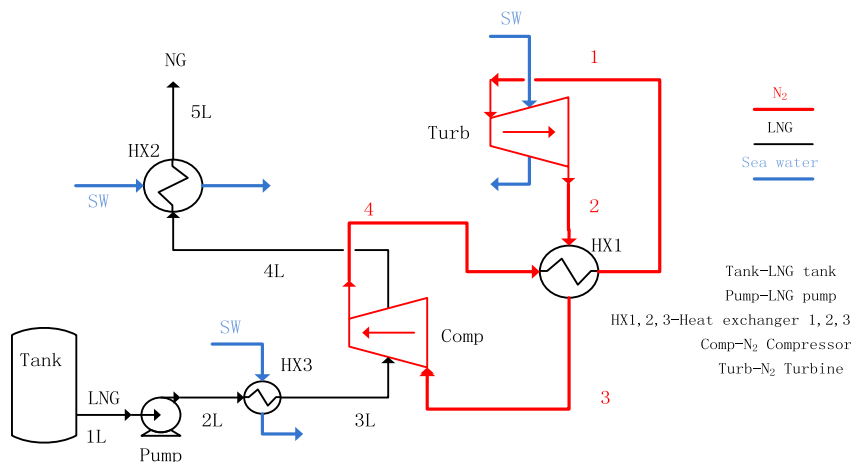 SW
1
NG
N₂
5L
LNG
Turb
HX2
Sea water
SW
4
2
HX1
4L
Tank-LNG tank
Pump-LNG pump
HX1,2,3-Heat exchanger 1,2,3
Comp-N₂ Compressor
Turb-N₂ Turbine
SW
Comp
Tank
HX3
LNG
3
1L
2L
3L
Pump